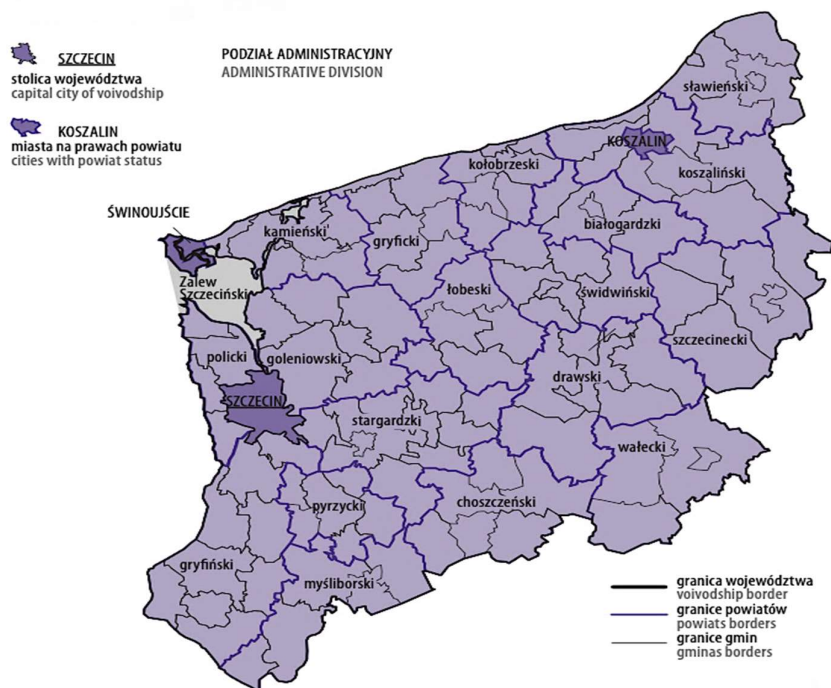 SZCZECIN
stolica województwa
capital city of voivodship
KOSZALIN
miasta na prawach powiatu
cities with powiat status
PODZIAŁ ADMINISTRACYJNY
ADMINISTRATIVE DIVISION
sławieński
KOSZALIN
kołobrzeski
koszaliński
ŚWINOUJŚCIE
kamieński
gryficki
białogardzki
Zalew
Szczeciński
łobeski
świdwiński
szczecinecki
policki
goleniowski
drawski
SZCZECIN
stargardzki
wałecki
pyrzycki
choszczeński
gryfiński
myśliborski
granica województwa
voivodship border
granice powiatów
powiats borders
granice gmin
gminas borders